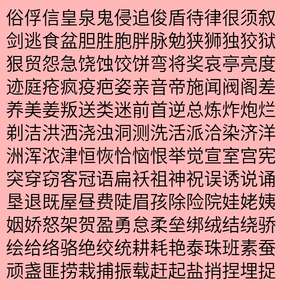 俗俘信皇泉鬼侵追俊盾待律很须叙
剑逃食盆胆胜胞胖脉勉狭狮独狡狱
狠贸怨急饶蚀饺饼弯将奖哀亭亮度
迹庭疮疯疫疤姿亲音帝施闻阀阁差
养美姜叛送类迷前首逆总炼炸炮烂
剃洁洪洒浇浊洞测洗活派洽染济洋
洲浑浓津恒恢恰恼恨举觉宣室宫宪
突穿窃客冠语扁袄祖神祝误诱说诵
垦退既屋昼费陡眉孩除险院娃姥姨
姻娇怒架贺盈勇怠柔垒绑绒结绕骄
绘给络骆绝绞统耕耗艳泰珠班素蚕
顽盏匪捞栽捕振载赶起盐捎捏埋捉